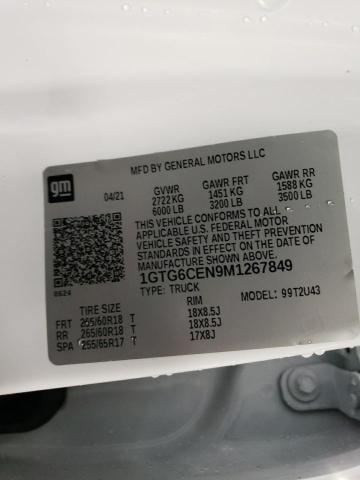 gm
MFD BY GENERAL MOTORS LLC
04/21
GVWR GAWR FRT GAWR RR
2722 KG 1451 KG 1588 KG
6000 LB 3200 LB 3500 LB
THIS VEHICLE CONFORMS TO ALL
APPLICABLE U.S. FEDERAL MOTOR
VEHICLE SAFETY AND THEFT PREVENTION
STANDARDS IN EFFECT ON THE DATE
OF MANUFACTURE SHOWN ABOVE.
1GTG6CEN9M1267849
TYPE: TRUCK MODEL: 99T2U43
8624
TIRE SIZE RIM
FRT 265/60R18 T 18X8.5J
RR 265/60R18 T 18X8.5J
SPA 255/65R17 T 17X8J